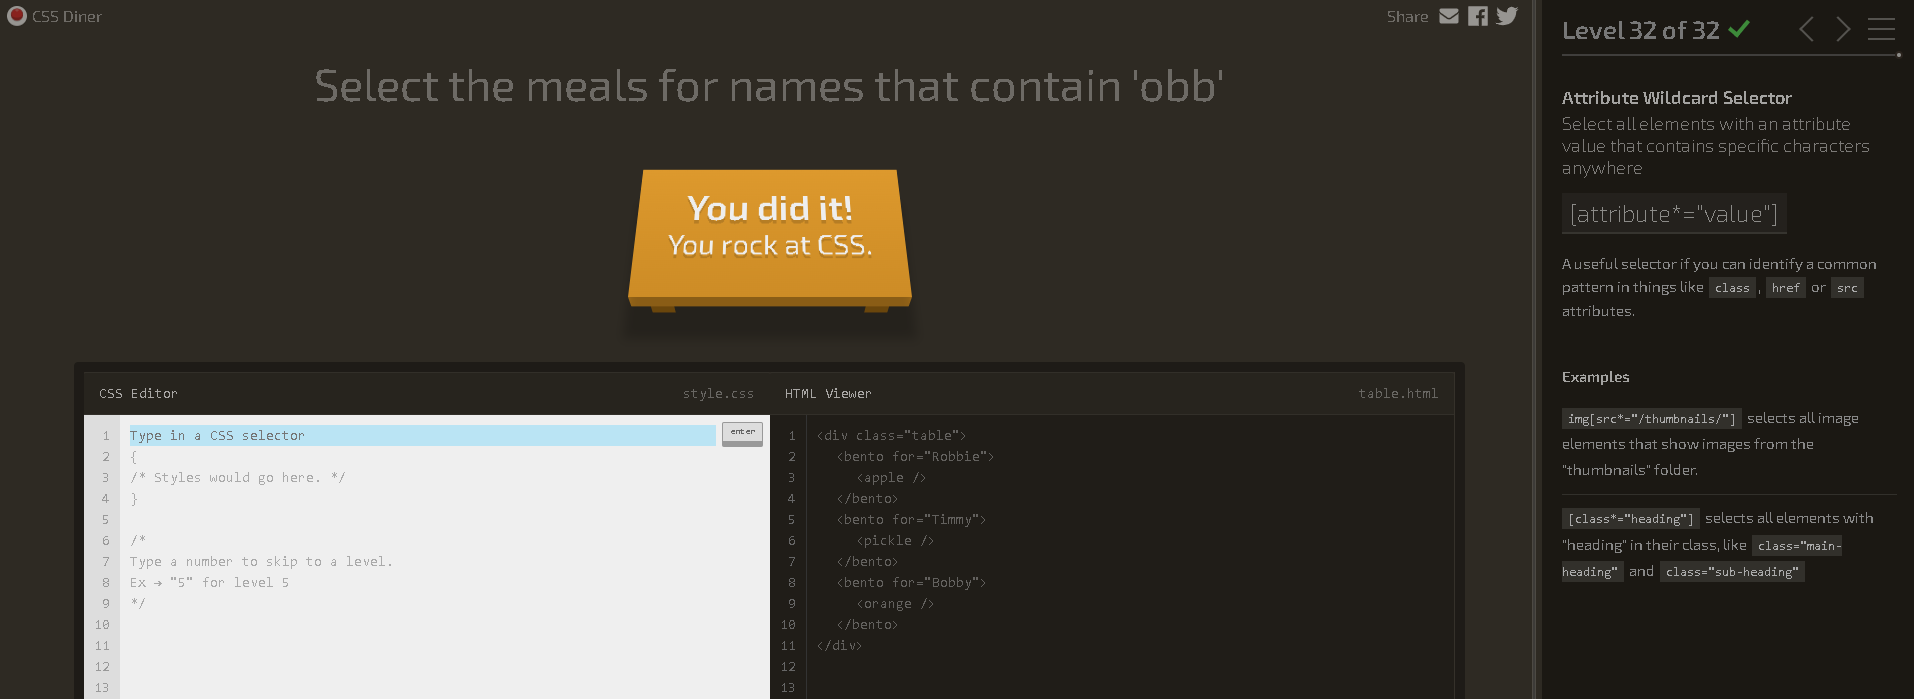 CSS Diner
Share
Select the meals for names that contain 'obb'
You did it!
You rock at CSS.
CSS Editor
style.css
HTML Viewer
table.html
1
2
3
4
5
6
7
8
9
10
11
12
13
Type in a CSS selector
enter
{
/* Styles would go here. */
}
/*
Type a number to skip to a level.
Ex → "5" for level 5
*/
1
2
3
4
5
6
7
8
9
10
11
12
13
<div class="table">
<bento for="Robbie">
<apple />
</bento>
<bento for="Timmy">
<pickle />
</bento>
<bento for="Bobby">
<orange />
</bento>
</div>
Level 32 of 32
Attribute Wildcard Selector
Select all elements with an attribute
value that contains specific characters
anywhere
[attribute*="value"]
A useful selector if you can identify a common
pattern in things like class , href or src
attributes.
Examples
img[src*="/thumbnails/"] selects all image
elements that show images from the
"thumbnails" folder.
[class*="heading"] selects all elements with
"heading" in their class, like class="main-
heading" and class="sub-heading"